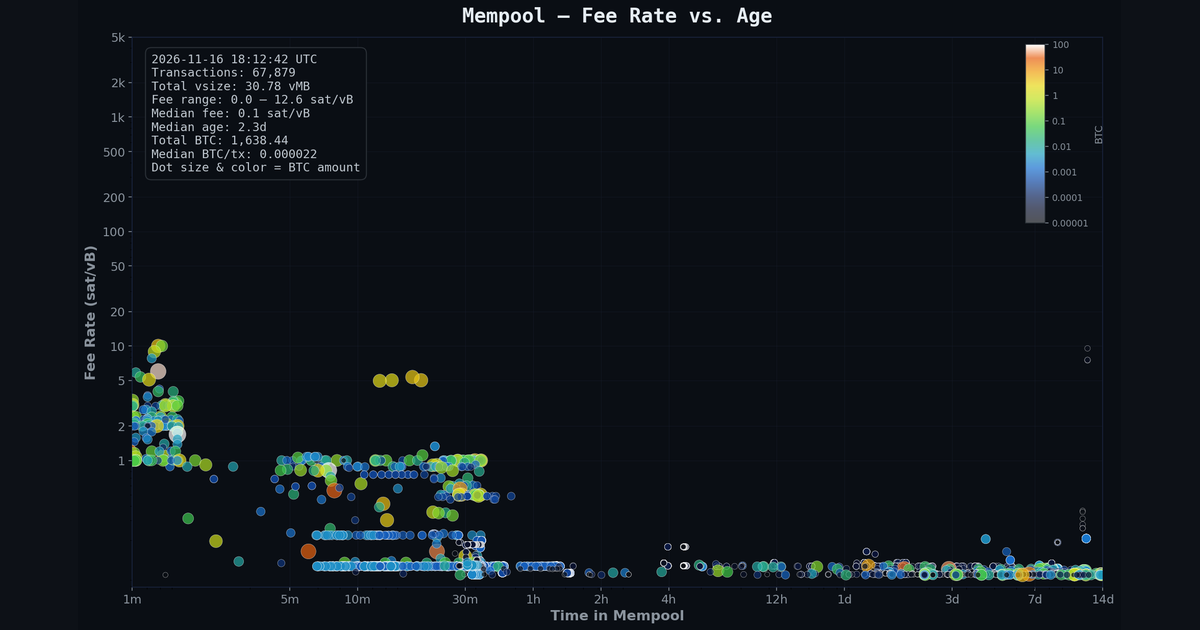 Mempool — Fee Rate vs. Age
2026-11-16 18:12:42 UTC
Transactions: 67,879
Total vsize: 30.78 vMB
Fee range: 0.0 — 12.6 sat/vB
Median fee: 0.1 sat/vB
Median age: 2.3d
Total BTC: 1,638.44
Median BTC/tx: 0.000022
Dot size & color = BTC amount
100
10
1
0.1
0.01
0.001
0.0001
0.00001
BTC
Fee Rate (sat/vB)
5k
2k
1k
500
200
100
50
20
10
5
2
1
1m
5m
10m
30m
1h
2h
4h
12h
1d
3d
7d
14d
Time in Mempool